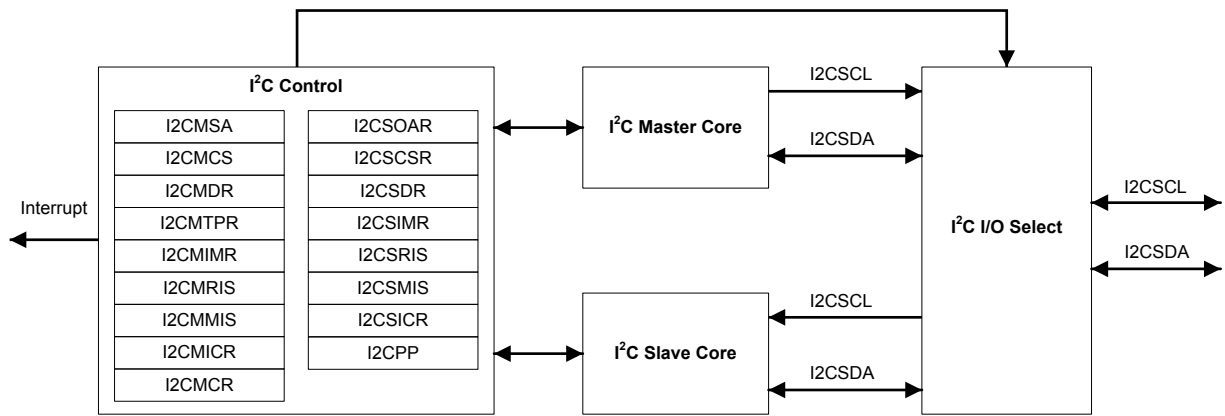 I²C Control
I2CMSA
I2CMCS
I2CMDR
I2CMTPR
I2CMIMR
I2CMRIS
I2CMMIS
I2CMICR
I2CMCR
I2CSOAR
I2CSCSR
I2CSDR
I2CSIMR
I2CSRIS
I2CSMIS
I2CSICR
I2CPP
Interrupt
I²C Master Core
I2CSCL
I2CSDA
I²C Slave Core
I2CSCL
I2CSDA
I²C I/O Select
I2CSCL
I2CSDA